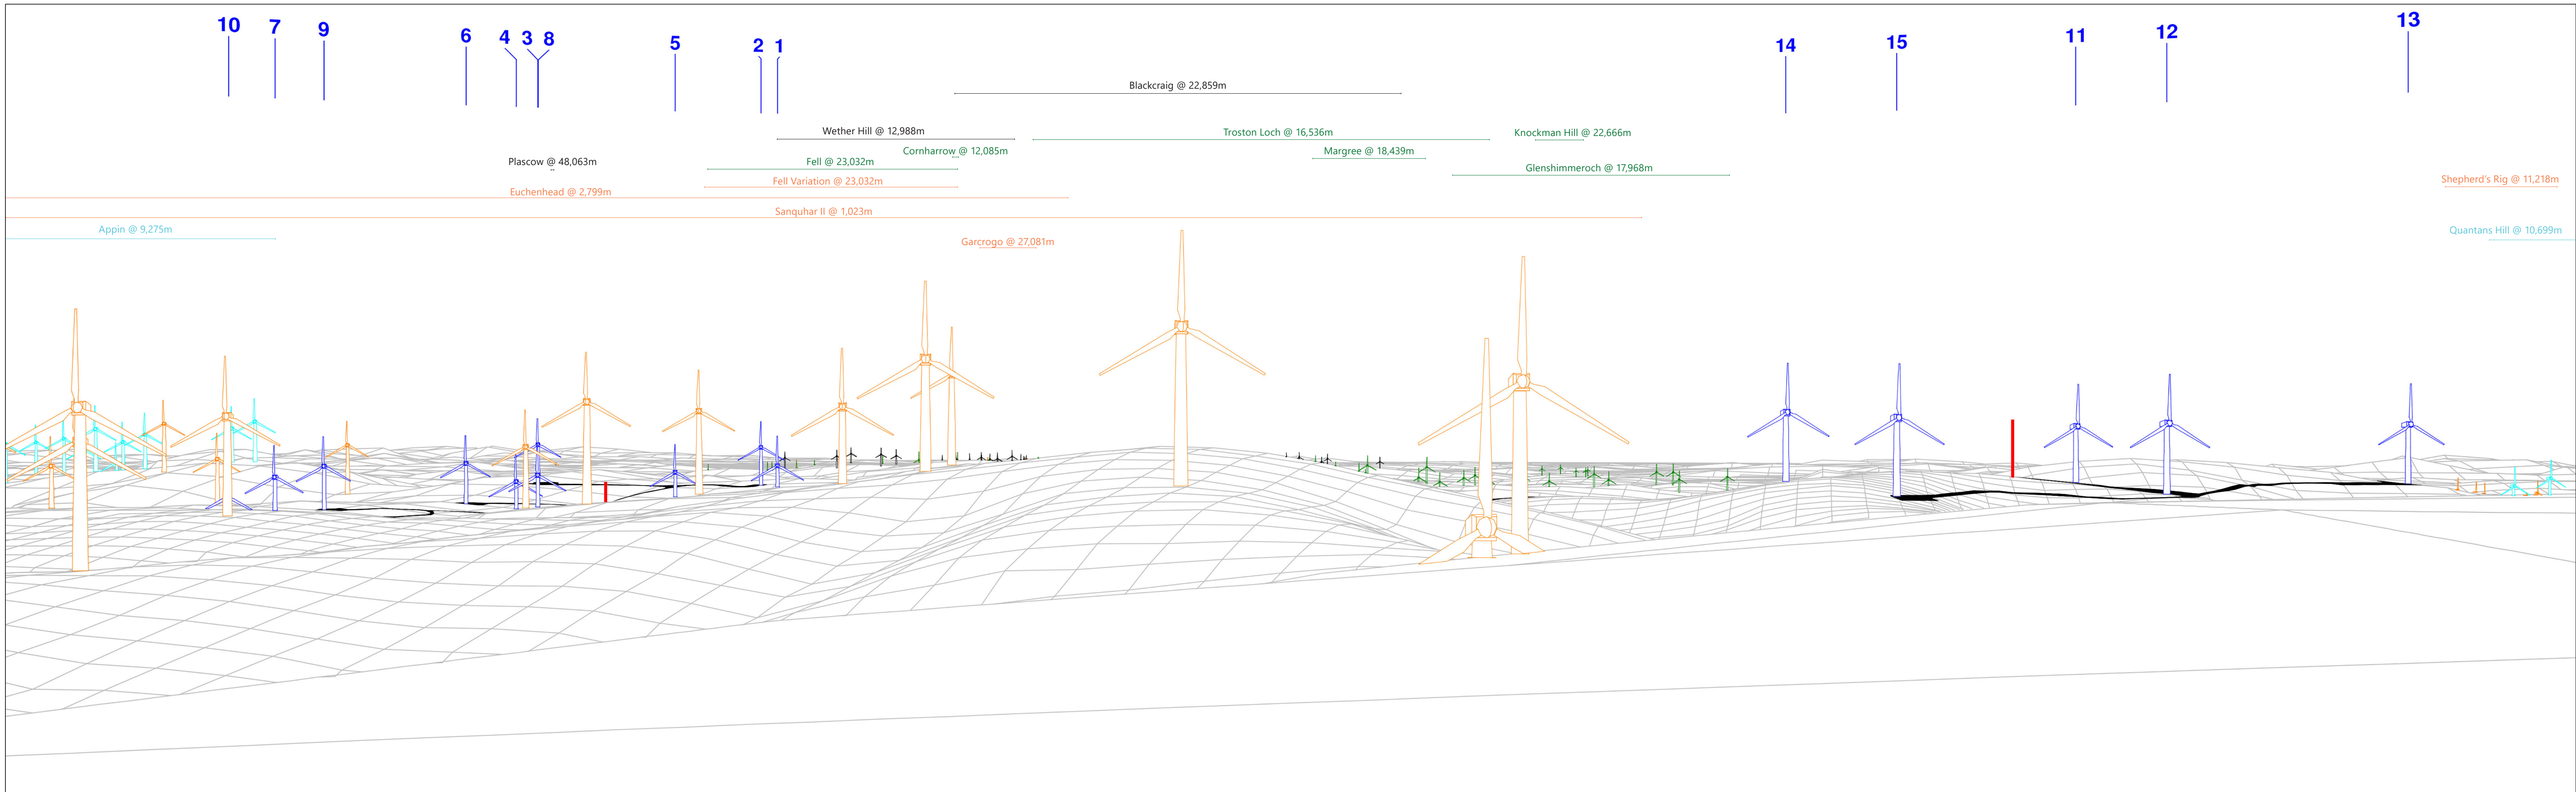 10 7 9 6 4 3 8 5 2 1 14 15 11 12 13
Blackcraig @ 22,859m
Wether Hill @ 12,988m
Troston Loch @ 16,536m
Knockman Hill @ 22,666m
Cornharrow @ 12,085m
Margree @ 18,439m
Plascow @ 48,063m
Fell @ 23,032m
Glenshimmeroch @ 17,968m
Fell Variation @ 23,032m
Shepherd's Rig @ 11,218m
Euchenhead @ 2,799m
Sanquhar II @ 1,023m
Appin @ 9,275m
Quantans Hill @ 10,699m
Garcrogo @ 27,081m